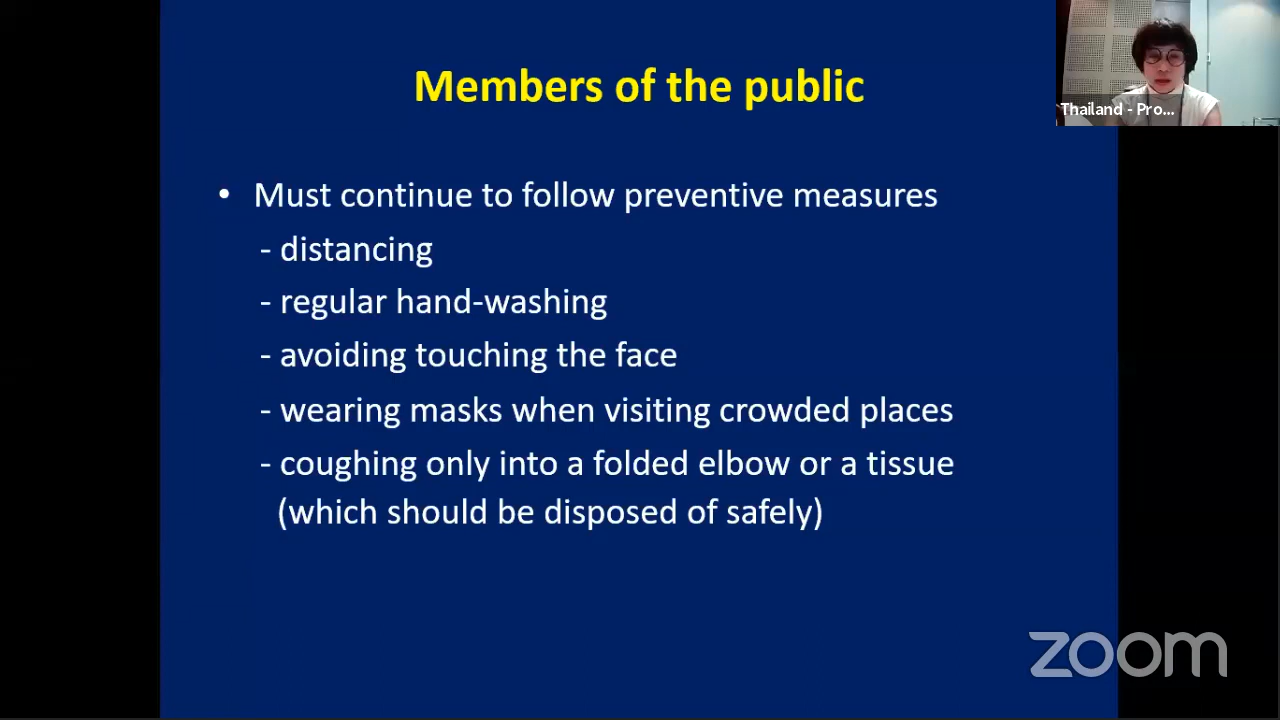 Members of the public
Thailand - Pro...
• Must continue to follow preventive measures
- distancing
- regular hand-washing
- avoiding touching the face
- wearing masks when visiting crowded places
- coughing only into a folded elbow or a tissue
(which should be disposed of safely)
zoom